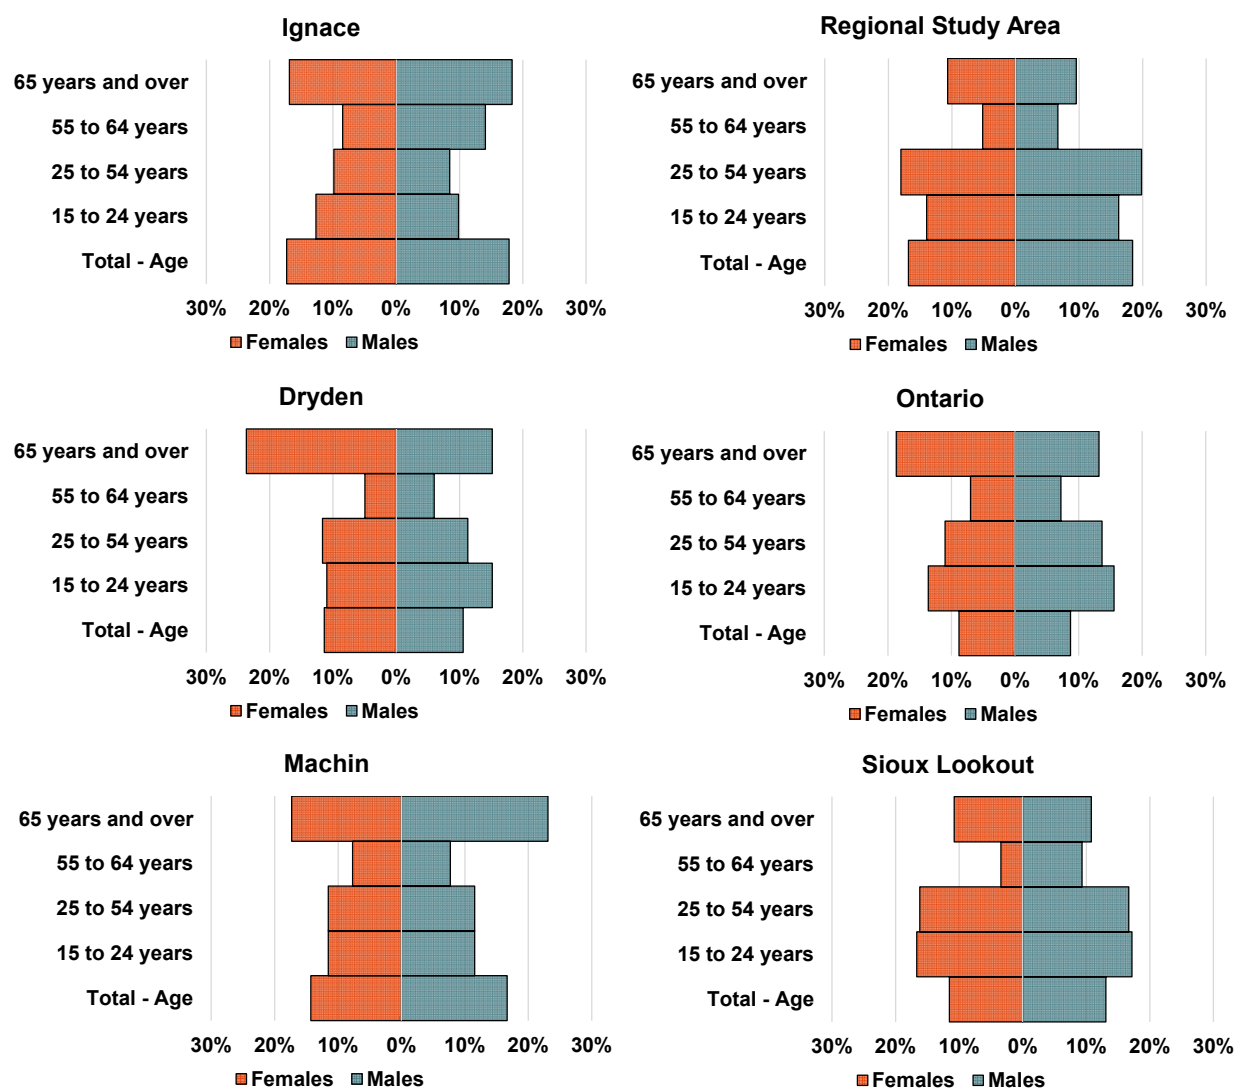 Ignace
65 years and over
55 to 64 years
25 to 54 years
15 to 24 years
Total - Age
30% 20% 10% 0% 10% 20% 30%
Females Males
Regional Study Area
65 years and over
55 to 64 years
25 to 54 years
15 to 24 years
Total - Age
30% 20% 10% 0% 10% 20% 30%
Females Males
Dryden
65 years and over
55 to 64 years
25 to 54 years
15 to 24 years
Total - Age
30% 20% 10% 0% 10% 20% 30%
Females Males
Ontario
65 years and over
55 to 64 years
25 to 54 years
15 to 24 years
Total - Age
30% 20% 10% 0% 10% 20% 30%
Females Males
Machin
65 years and over
55 to 64 years
25 to 54 years
15 to 24 years
Total - Age
30% 20% 10% 0% 10% 20% 30%
Females Males
Sioux Lookout
65 years and over
55 to 64 years
25 to 54 years
15 to 24 years
Total - Age
30% 20% 10% 0% 10% 20% 30%
Females Males